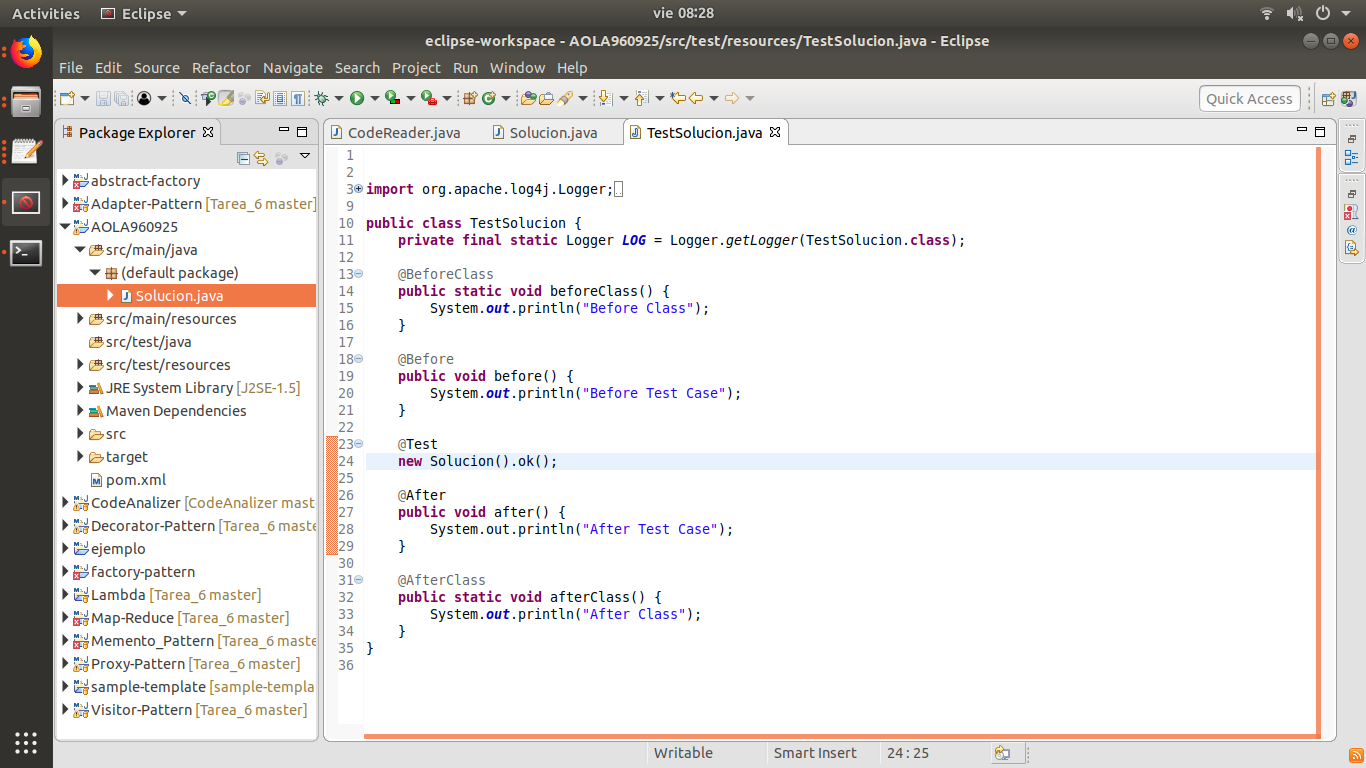 Activities Eclipse vie 08:28
eclipse-workspace - AOLA960925/src/test/resources/TestSolucion.java - Eclipse
File Edit Source Refactor Navigate Search Project Run Window Help
Quick Access
Package Explorer
abstract-factory
Adapter-Pattern [Tarea_6 master]
AOLA960925
src/main/java
(default package)
Solucion.java
src/main/resources
src/test/java
src/test/resources
JRE System Library [J2SE-1.5]
Maven Dependencies
src
target
pom.xml
CodeAnalizer [CodeAnalizer mast
Decorator-Pattern [Tarea_6 maste
ejemplo
factory-pattern
Lambda [Tarea_6 master]
Map-Reduce [Tarea_6 master]
Memento_Pattern [Tarea_6 maste
Proxy-Pattern [Tarea_6 master]
sample-template [sample-templa
Visitor-Pattern [Tarea_6 master]
CodeReader.java Solucion.java TestSolucion.java
1
2
3 import org.apache.log4j.Logger;
9
10 public class TestSolucion {
11 private final static Logger LOG = Logger.getLogger(TestSolucion.class);
12
13 @BeforeClass
14 public static void beforeClass() {
15 System.out.println("Before Class");
16 }
17
18 @Before
19 public void before() {
20 System.out.println("Before Test Case");
21 }
22
23 @Test
24 new Solucion().ok();
25
26 @After
27 public void after() {
28 System.out.println("After Test Case");
29 }
30
31 @AfterClass
32 public static void afterClass() {
33 System.out.println("After Class");
34 }
35 }
36
Writable Smart Insert 24 : 25